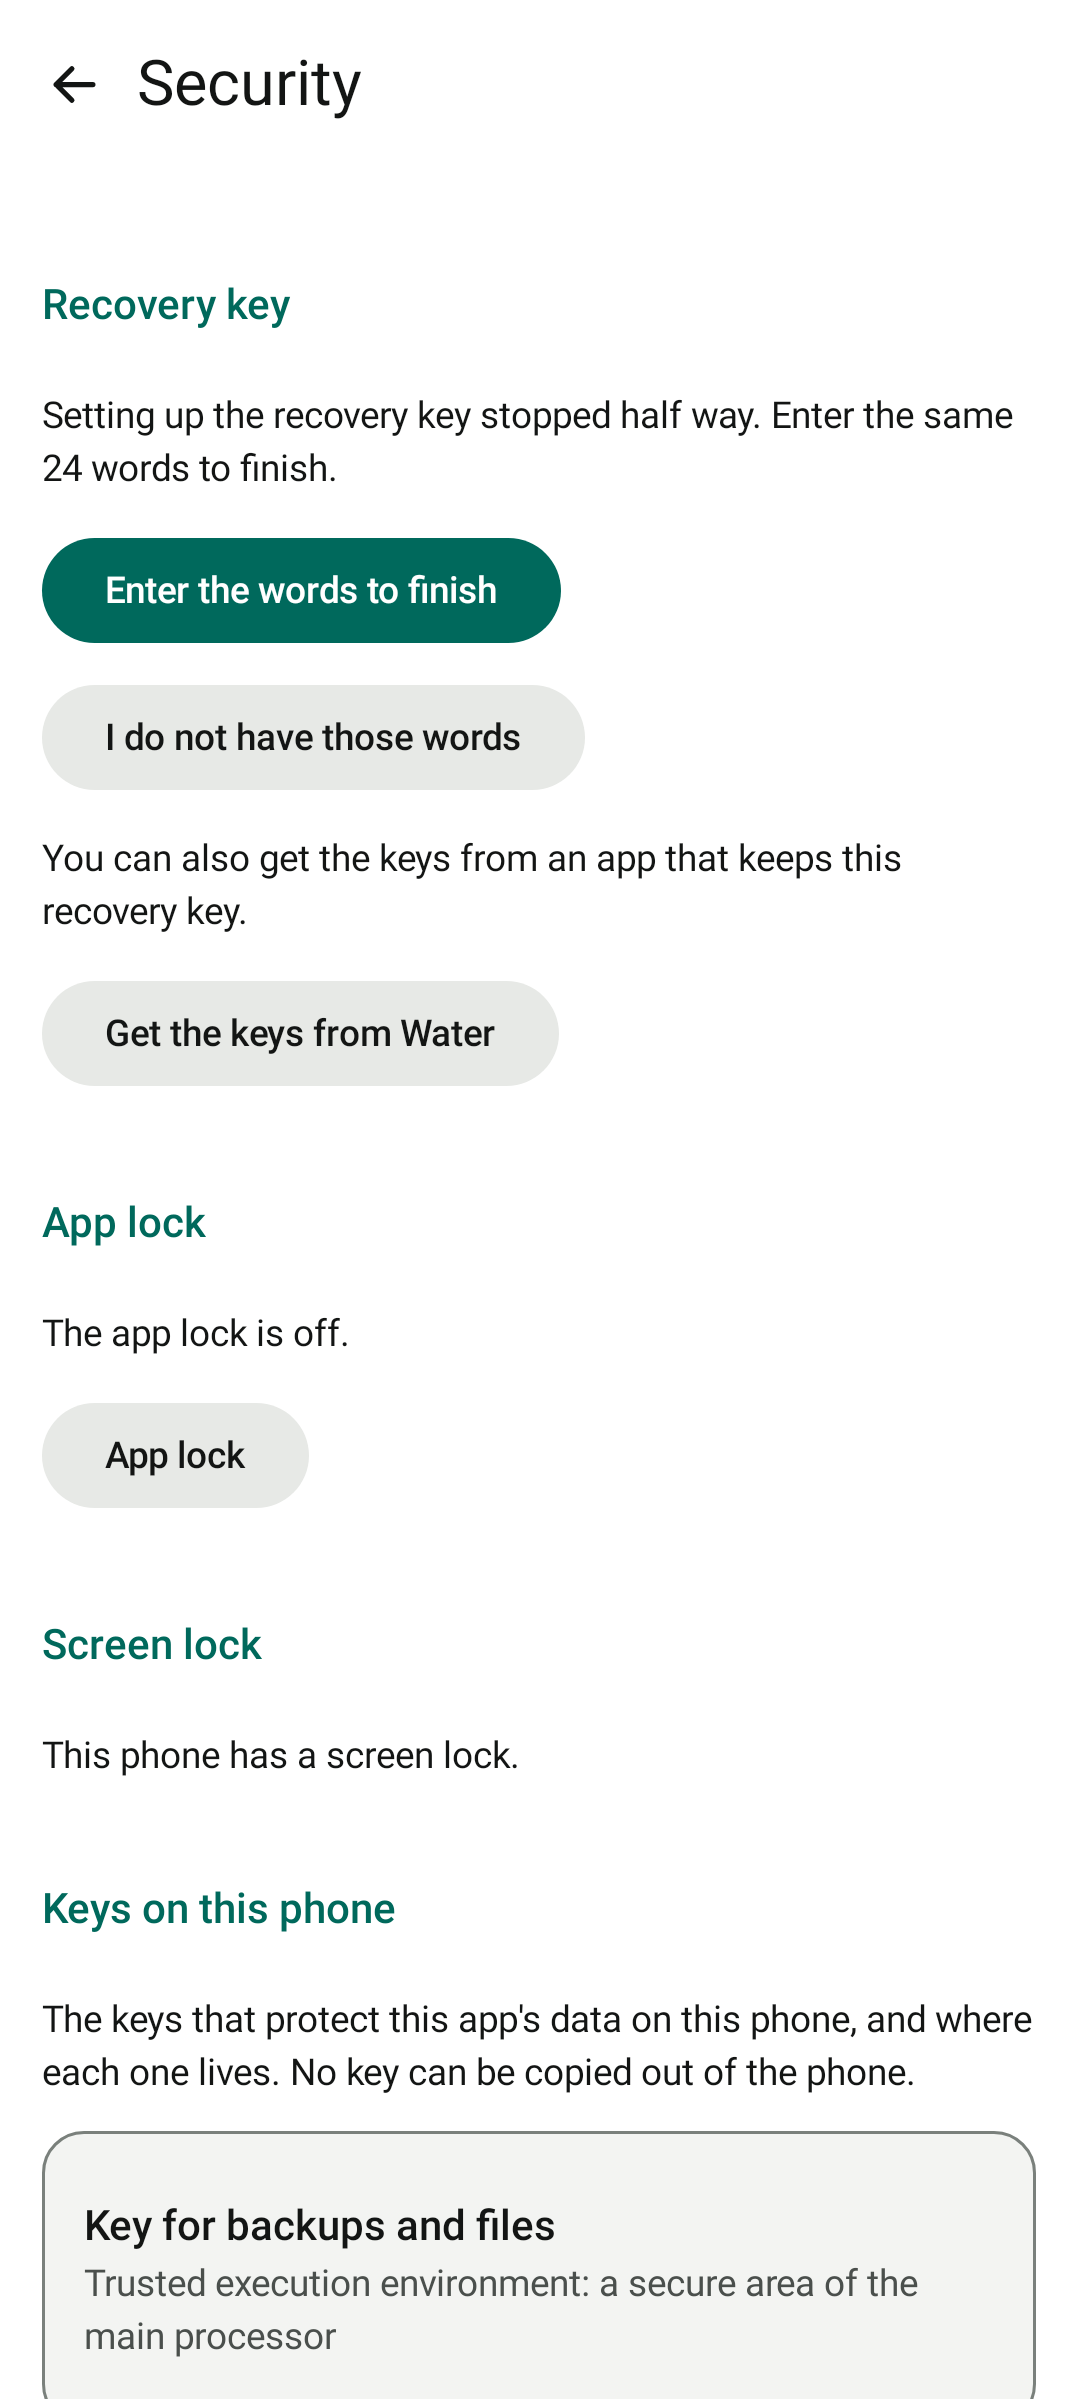 Security
Recovery key
Setting up the recovery key stopped half way. Enter the same
24 words to finish.
Enter the words to finish
I do not have those words
You can also get the keys from an app that keeps this
recovery key.
Get the keys from Water
App lock
The app lock is off.
App lock
Screen lock
This phone has a screen lock.
Keys on this phone
The keys that protect this app's data on this phone, and where
each one lives. No key can be copied out of the phone.
Key for backups and files
Trusted execution environment: a secure area of the
main processor